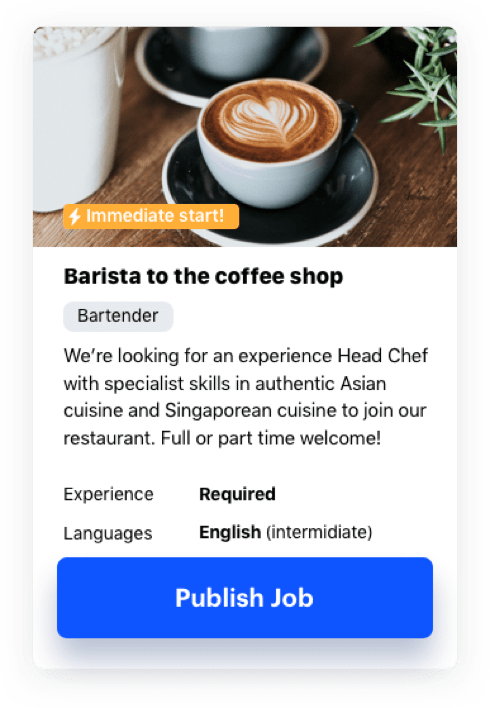 Immediate start!
Barista to the coffee shop
Bartender
We’re looking for an experience Head Chef
with specialist skills in authentic Asian
cuisine and Singaporean cuisine to join our
restaurant. Full or part time welcome!
Experience Required
Languages English (intermidiate)
Publish Job